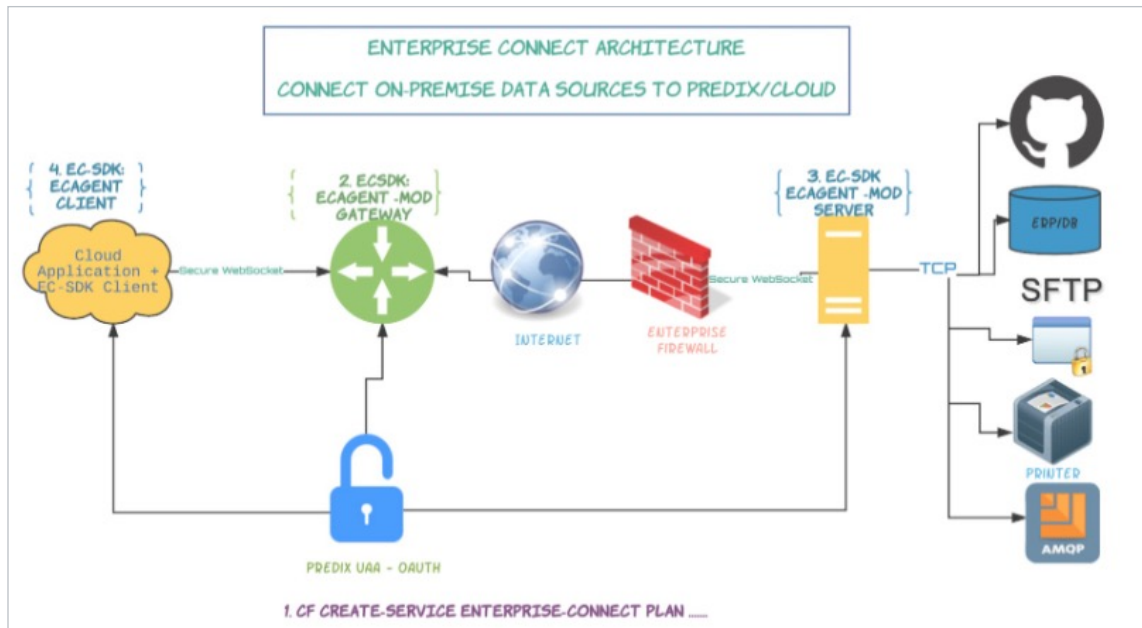 ENTERPRISE CONNECT ARCHITECTURE
CONNECT ON-PREMISE DATA SOURCES TO PREDIX/CLOUD
4. EC-SDK:
ECAGENT
CLIENT
2. ECSDK:
ECAGENT -MOD
GATEWAY
3. EC-SDK
ECAGENT -MOD
SERVER
Cloud
Application +
EC-SDK Client
Secure WebSocket
INTERNET
ENTERPRISE
FIREWALL
Secure WebSocket
TCP
ERP/DB
SFTP
PRINTER
AMQP
PREDIX UAA - OAUTH
1. CF CREATE-SERVICE ENTERPRISE-CONNECT PLAN ......